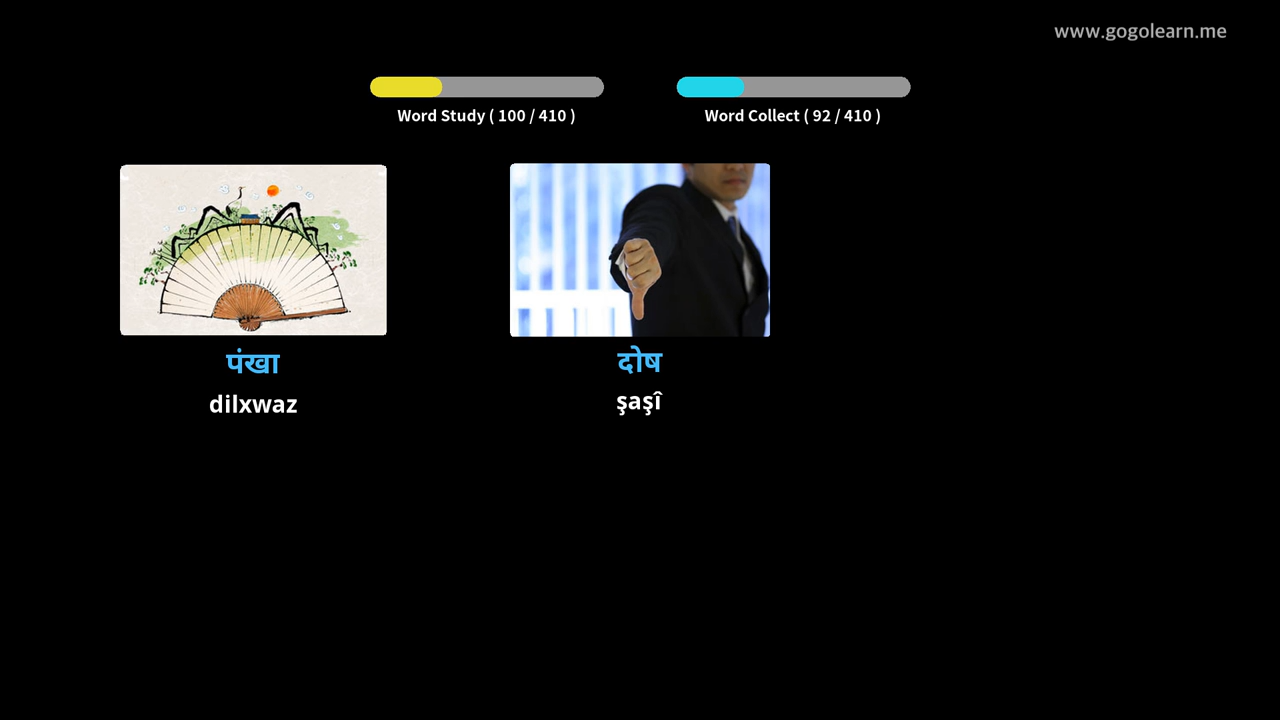 www.gogolearn.me
Word Study ( 100 / 410 )
Word Collect ( 92 / 410 )
पंखा
दोष
dilxwaz
şaşî